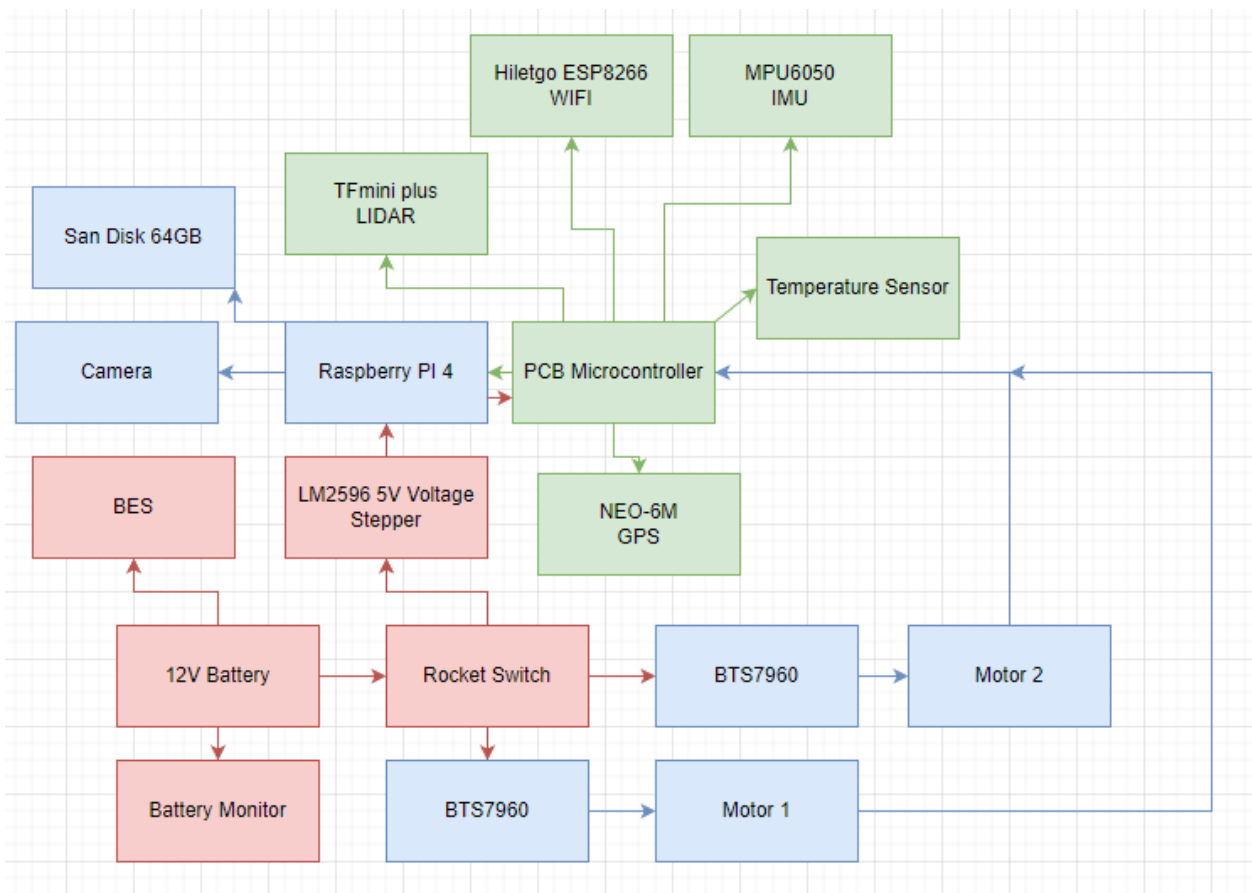 Hiletgo ESP8266
WIFI
MPU6050
IMU
TFmini plus
LIDAR
San Disk 64GB
Temperature Sensor
Camera
Raspberry PI 4
PCB Microcontroller
BES
LM2596 5V Voltage
Stepper
NEO-6M
GPS
12V Battery
Rocket Switch
BTS7960
Motor 2
Battery Monitor
BTS7960
Motor 1